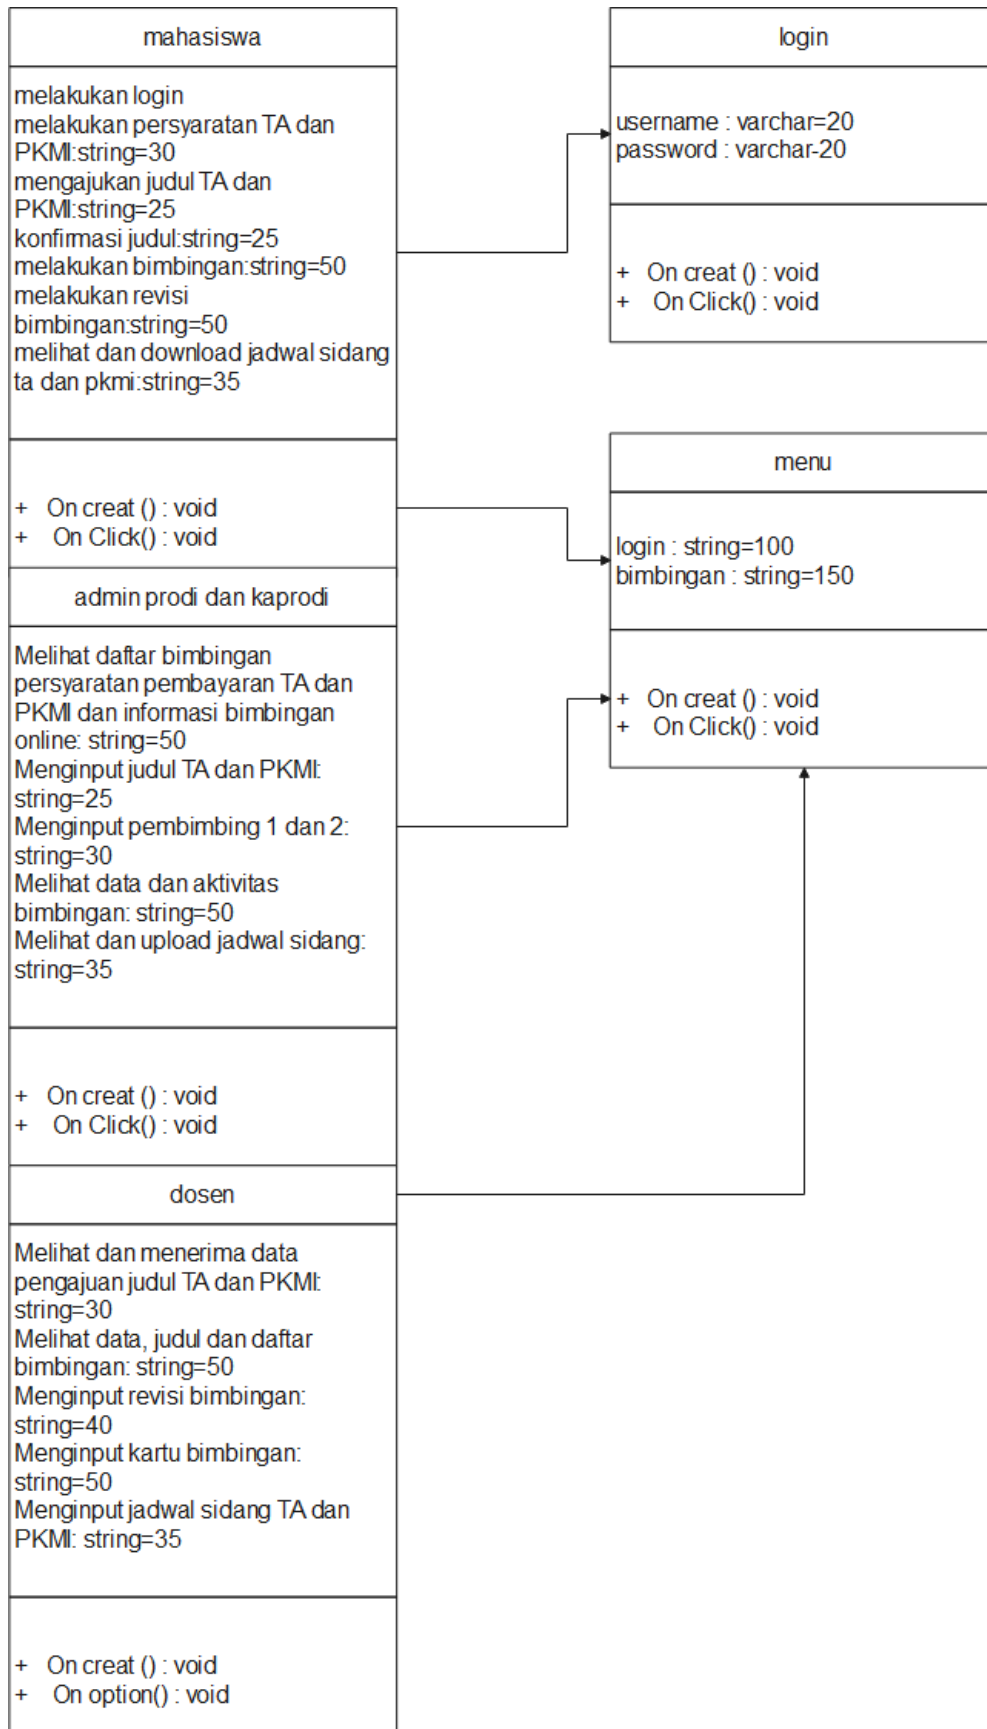 mahasiswa
melakukan login
melakukan persyaratan TA dan
PKMI:string=30
mengajukan judul TA dan
PKMI:string=25
konfirmasi judul:string=25
melakukan bimbingan:string=50
melakukan revisi
bimbingan:string=50
melihat dan download jadwal sidang
ta dan pkmi:string=35
+ On creat () : void
+ On Click() : void
admin prodi dan kaprodi
Melihat daftar bimbingan
persyaratan pembayaran TA dan
PKMI dan informasi bimbingan
online: string=50
Menginput judul TA dan PKMI:
string=25
Menginput pembimbing 1 dan 2:
string=30
Melihat data dan aktivitas
bimbingan: string=50
Melihat dan upload jadwal sidang:
string=35
+ On creat () : void
+ On Click() : void
dosen
Melihat dan menerima data
pengajuan judul TA dan PKMI:
string=30
Melihat data, judul dan daftar
bimbingan: string=50
Menginput revisi bimbingan:
string=40
Menginput kartu bimbingan:
string=50
Menginput jadwal sidang TA dan
PKMI: string=35
+ On creat () : void
+ On option() : void
login
username : varchar=20
password : varchar-20
+ On creat () : void
+ On Click() : void
menu
login : string=100
bimbingan : string=150
+ On creat () : void
+ On Click() : void